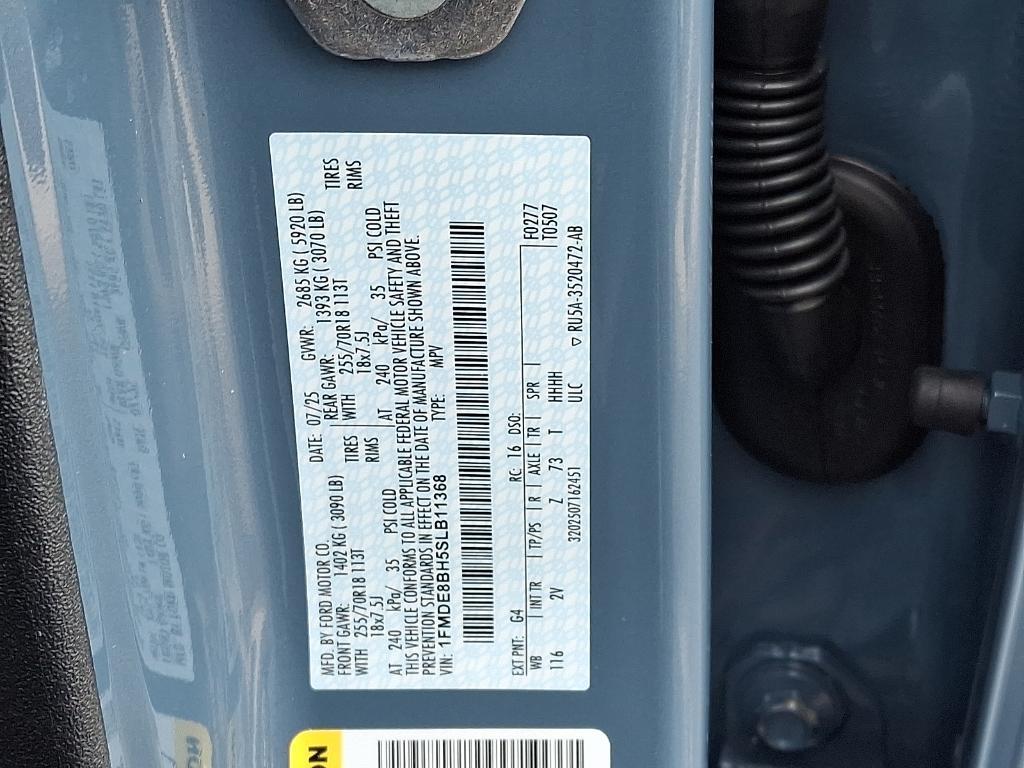 MFD. BY FORD MOTOR CO. DATE: 07/25 GVWR: 2685 KG ( 5920 LB)
FRONT GAWR: 1402 KG ( 3090 LB) REAR GAWR: 1393 KG ( 3070 LB)
WITH 255/70R18 113T TIRES WITH 255/70R18 113T TIRES
18x7.5J RIMS 18x7.5J RIMS
AT 240 kPa/ 35 PSI COLD AT 240 kPa/ 35 PSI COLD
THIS VEHICLE CONFORMS TO ALL APPLICABLE FEDERAL MOTOR VEHICLE SAFETY AND THEFT
PREVENTION STANDARDS IN EFFECT ON THE DATE OF MANUFACTURE SHOWN ABOVE.
VIN: 1FMDE8BH5SLB11368 TYPE: MPV
EXT PNT: G4 RC: 16 DSO: F0277
WB INT TR TP/PS R AXLE TR SPR T0507
116 2V Z 73 T HHHH
3202507162451 ULC ▽ RU5A-3520472-AB
ON